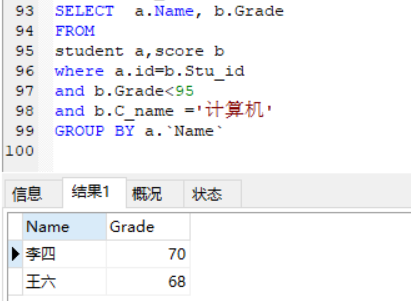 93 SELECT  a.Name, b.Grade
94 FROM
95 student a,score b
96 where a.id=b.Stu_id
97 and b.Grade<95
98 and b.C_name ='计算机'
99 GROUP BY a.`Name`
100
信息 结果1 概况 状态
Name Grade
李四 70
王六 68